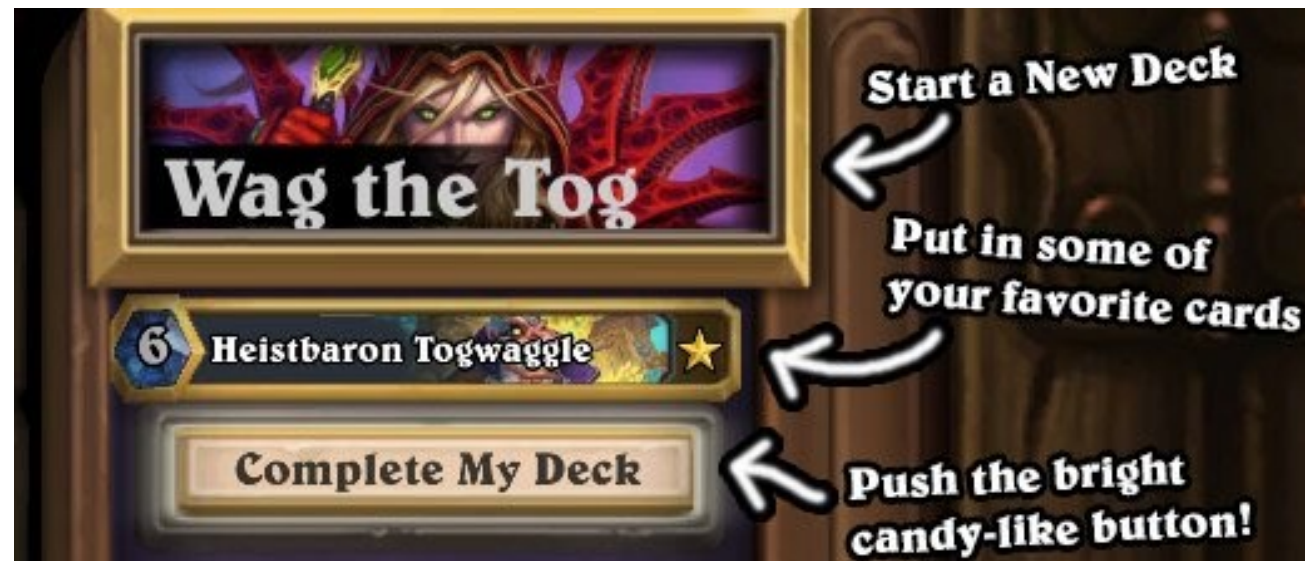 Wag the Tog
Start a New Deck
Put in some of
your favorite cards
6 Heistbaron Togwaggle
Complete My Deck
Push the bright
candy-like button!